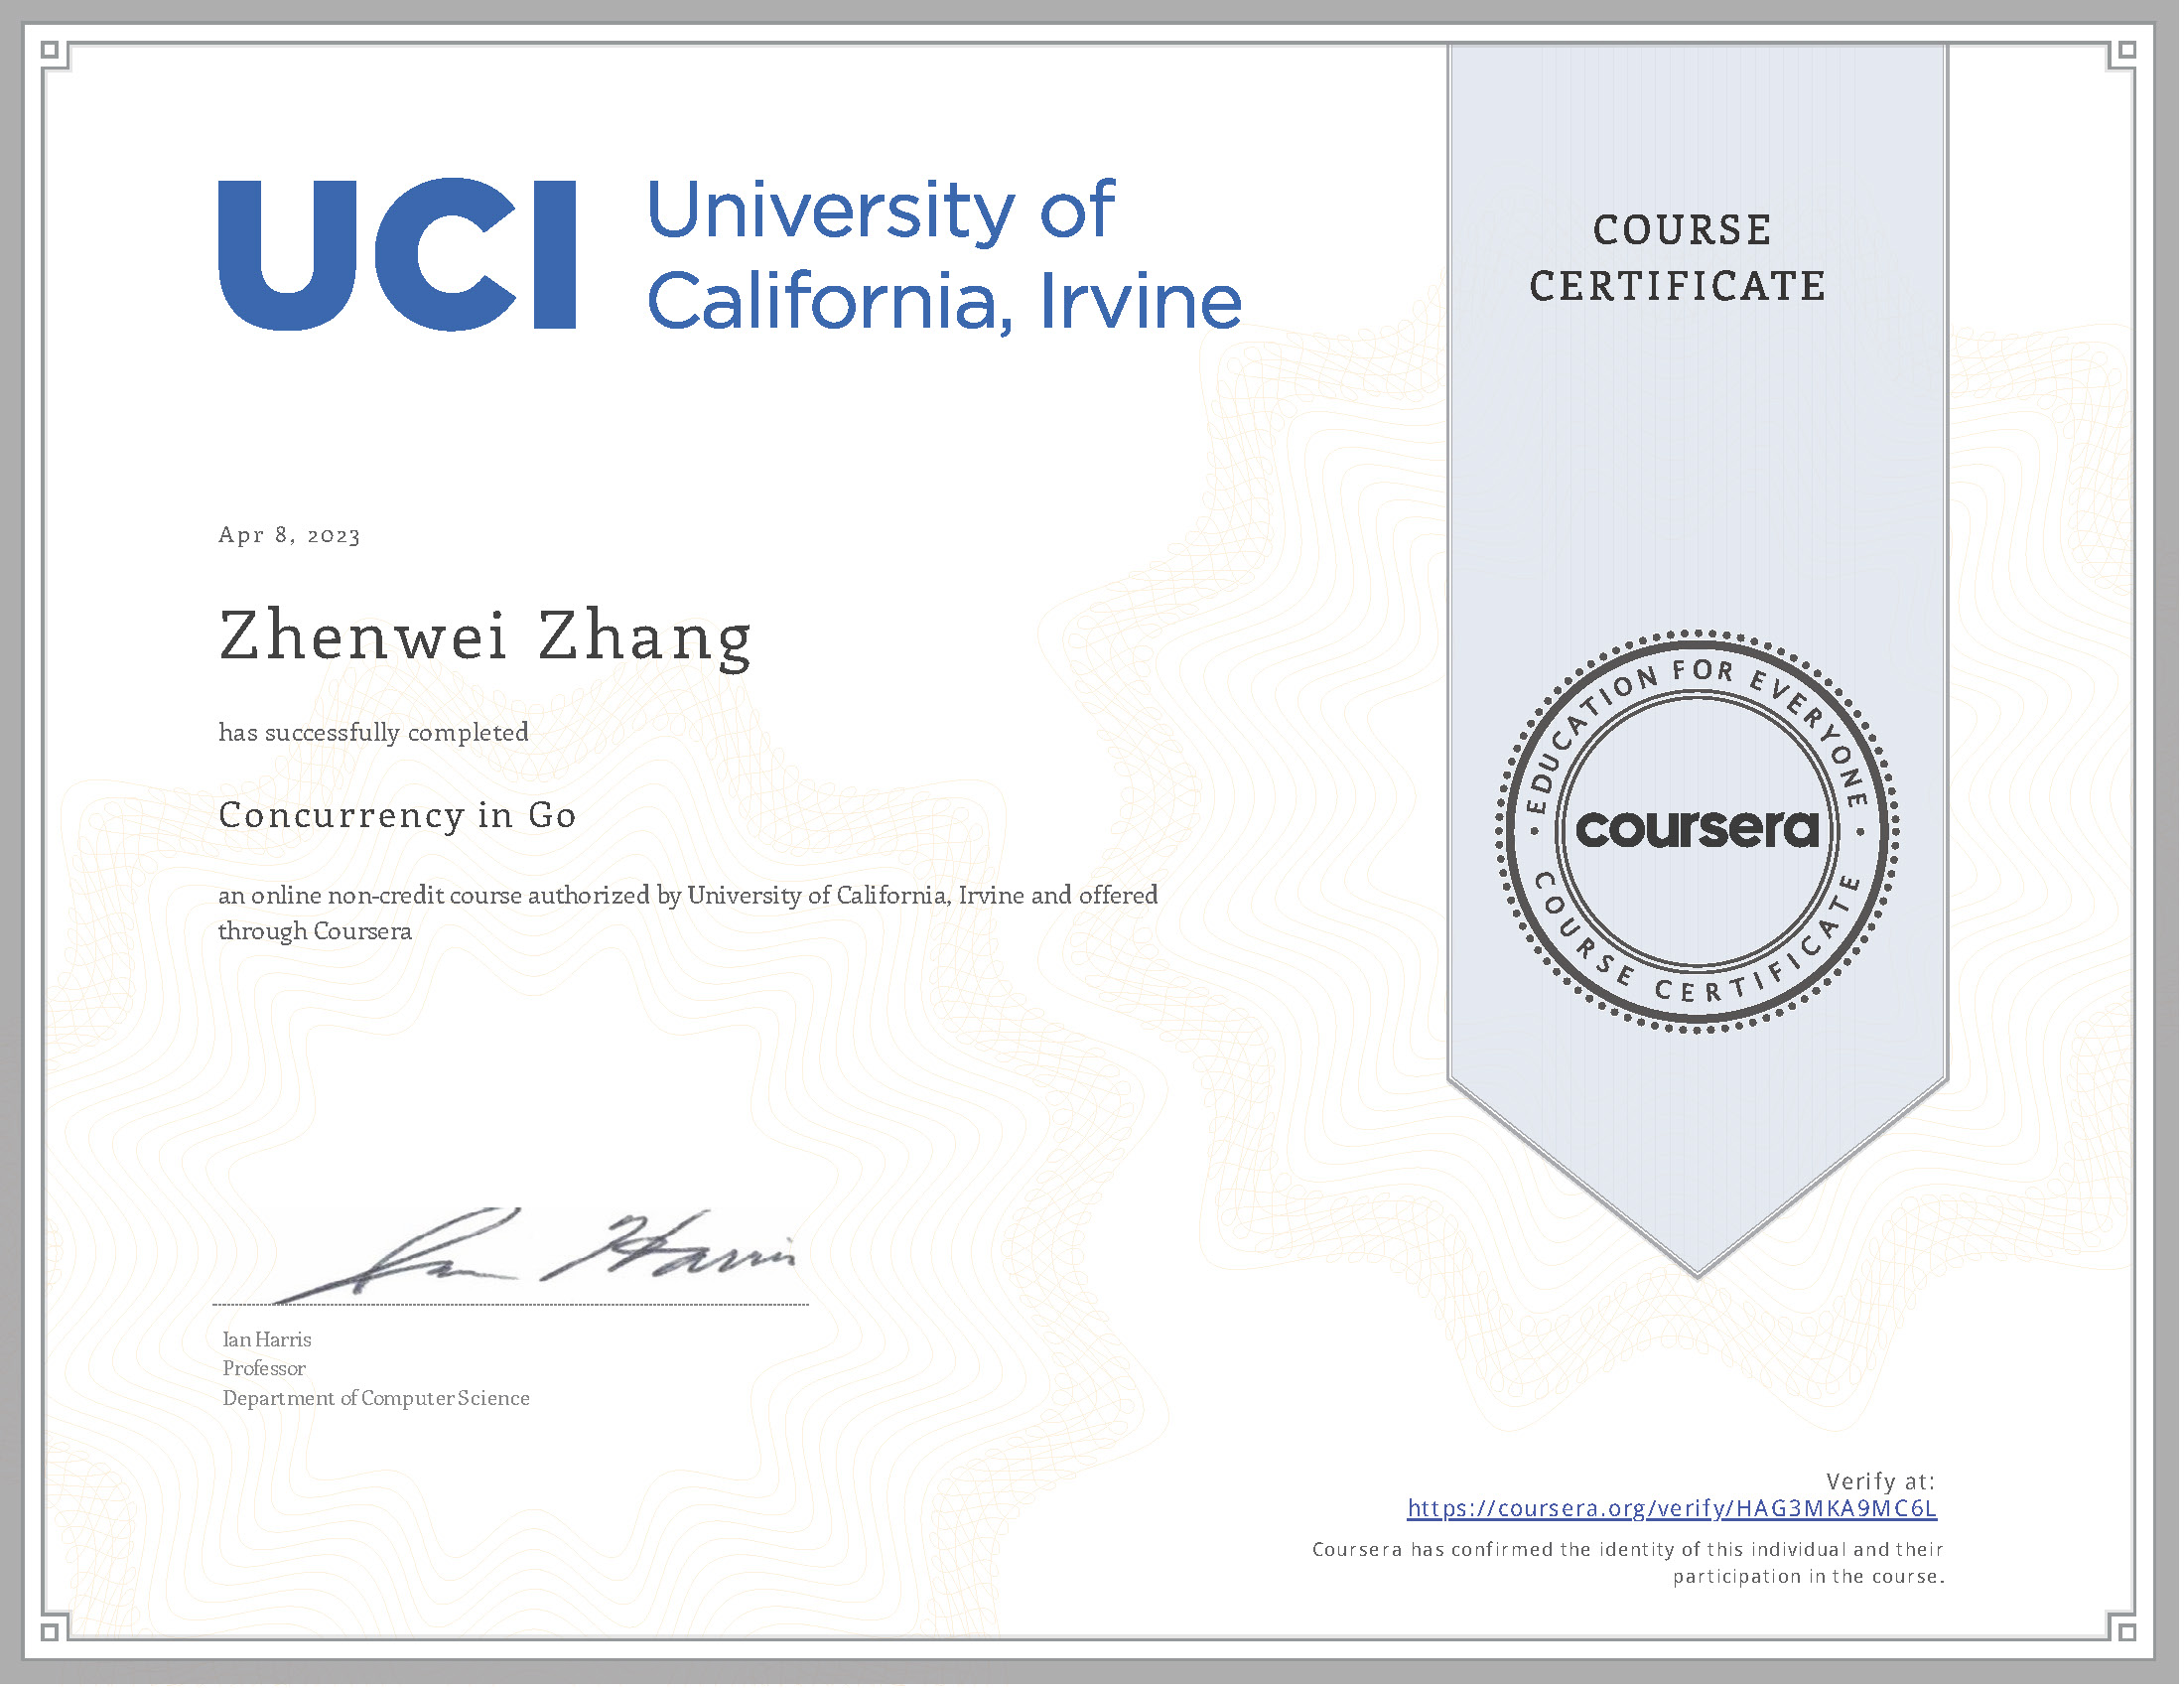 UCI University of
California, Irvine
COURSE
CERTIFICATE
Apr 8, 2023
Zhenwei Zhang
has successfully completed
Concurrency in Go
an online non-credit course authorized by University of California, Irvine and offered
through Coursera
EDUCATION FOR EVERYONE
coursera
COURSE CERTIFICATE
Ian Harris
Ian Harris
Professor
Department of Computer Science
Verify at:
https://coursera.org/verify/HAG3MKA9MC6L
Coursera has confirmed the identity of this individual and their
participation in the course.